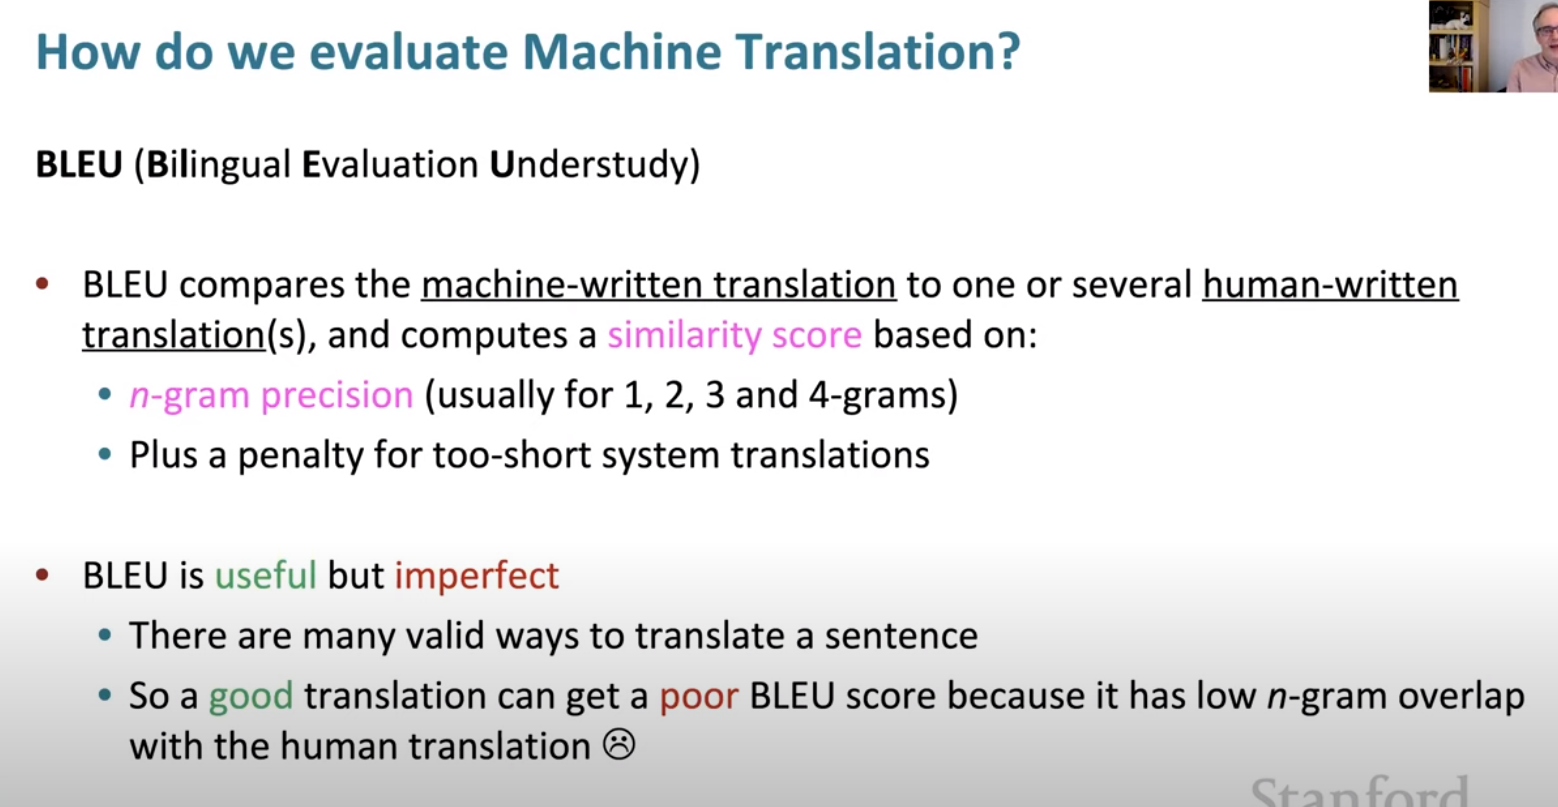 How do we evaluate Machine Translation?
BLEU (Bilingual Evaluation Understudy)
• BLEU compares the machine-written translation to one or several human-written
translation(s), and computes a similarity score based on:
• n-gram precision (usually for 1, 2, 3 and 4-grams)
• Plus a penalty for too-short system translations
• BLEU is useful but imperfect
• There are many valid ways to translate a sentence
• So a good translation can get a poor BLEU score because it has low n-gram overlap
with the human translation ☹
Stanford